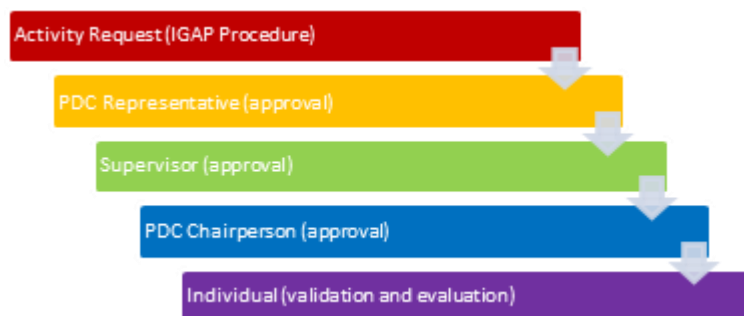 Activity Request (IGAP Procedure)
PDC Representative (approval)
Supervisor (approval)
PDC Chairperson (approval)
Individual (validation and evaluation)